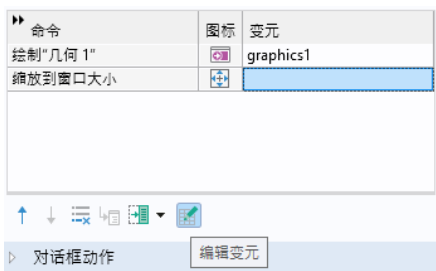 命令 图标 变元
绘制"几何 1" graphics1
缩放到窗口大小
编辑变元
对话框动作